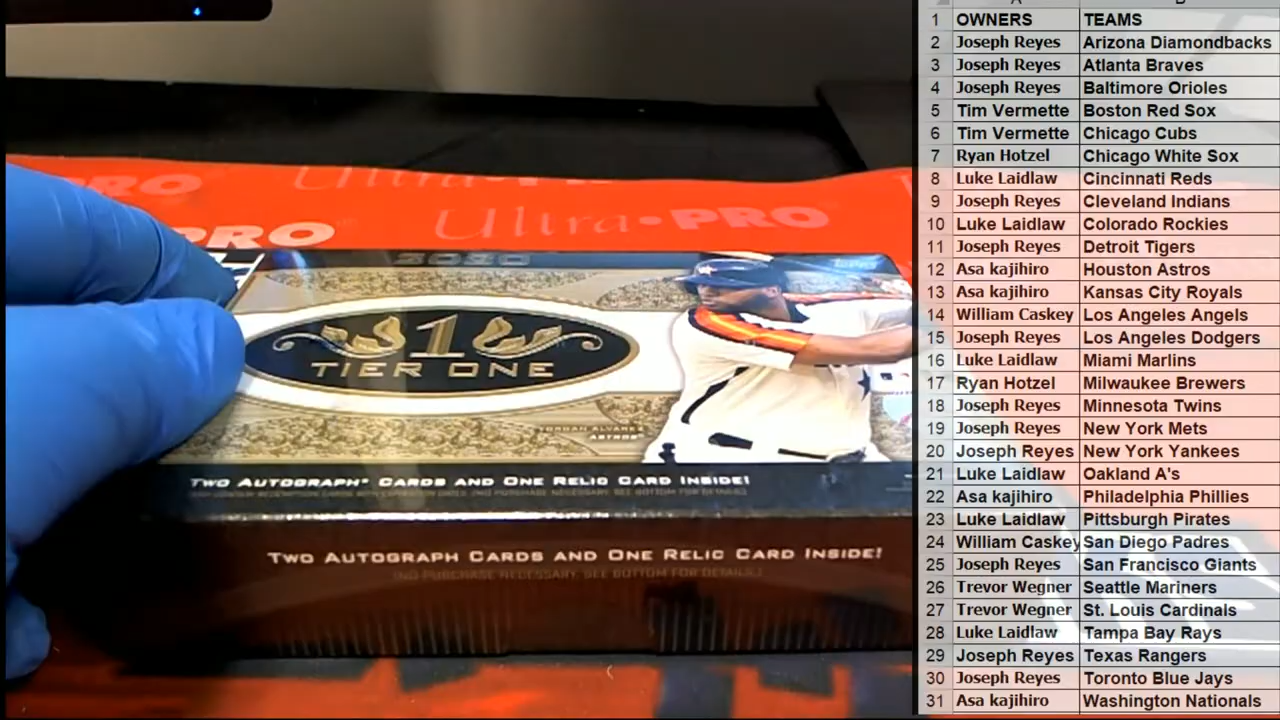 PRO
Ultra
Ultra • PRO
PRO
2020
1
TIER ONE
YORDAN ALVAREZ
ASTROS
TWO AUTOGRAPH CARDS AND ONE RELIC CARD INSIDE!
TWO AUTOGRAPH CARDS AND ONE RELIC CARD INSIDE!
(NO PURCHASE NECESSARY. SEE BOTTOM FOR DETAILS.)
1 OWNERS TEAMS
2 Joseph Reyes Arizona Diamondbacks
3 Joseph Reyes Atlanta Braves
4 Joseph Reyes Baltimore Orioles
5 Tim Vermette Boston Red Sox
6 Tim Vermette Chicago Cubs
7 Ryan Hotzel Chicago White Sox
8 Luke Laidlaw Cincinnati Reds
9 Joseph Reyes Cleveland Indians
10 Luke Laidlaw Colorado Rockies
11 Joseph Reyes Detroit Tigers
12 Asa kajihiro Houston Astros
13 Asa kajihiro Kansas City Royals
14 William Caskey Los Angeles Angels
15 Joseph Reyes Los Angeles Dodgers
16 Luke Laidlaw Miami Marlins
17 Ryan Hotzel Milwaukee Brewers
18 Joseph Reyes Minnesota Twins
19 Joseph Reyes New York Mets
20 Joseph Reyes New York Yankees
21 Luke Laidlaw Oakland A's
22 Asa kajihiro Philadelphia Phillies
23 Luke Laidlaw Pittsburgh Pirates
24 William Caskey San Diego Padres
25 Joseph Reyes San Francisco Giants
26 Trevor Wegner Seattle Mariners
27 Trevor Wegner St. Louis Cardinals
28 Luke Laidlaw Tampa Bay Rays
29 Joseph Reyes Texas Rangers
30 Joseph Reyes Toronto Blue Jays
31 Asa kajihiro Washington Nationals